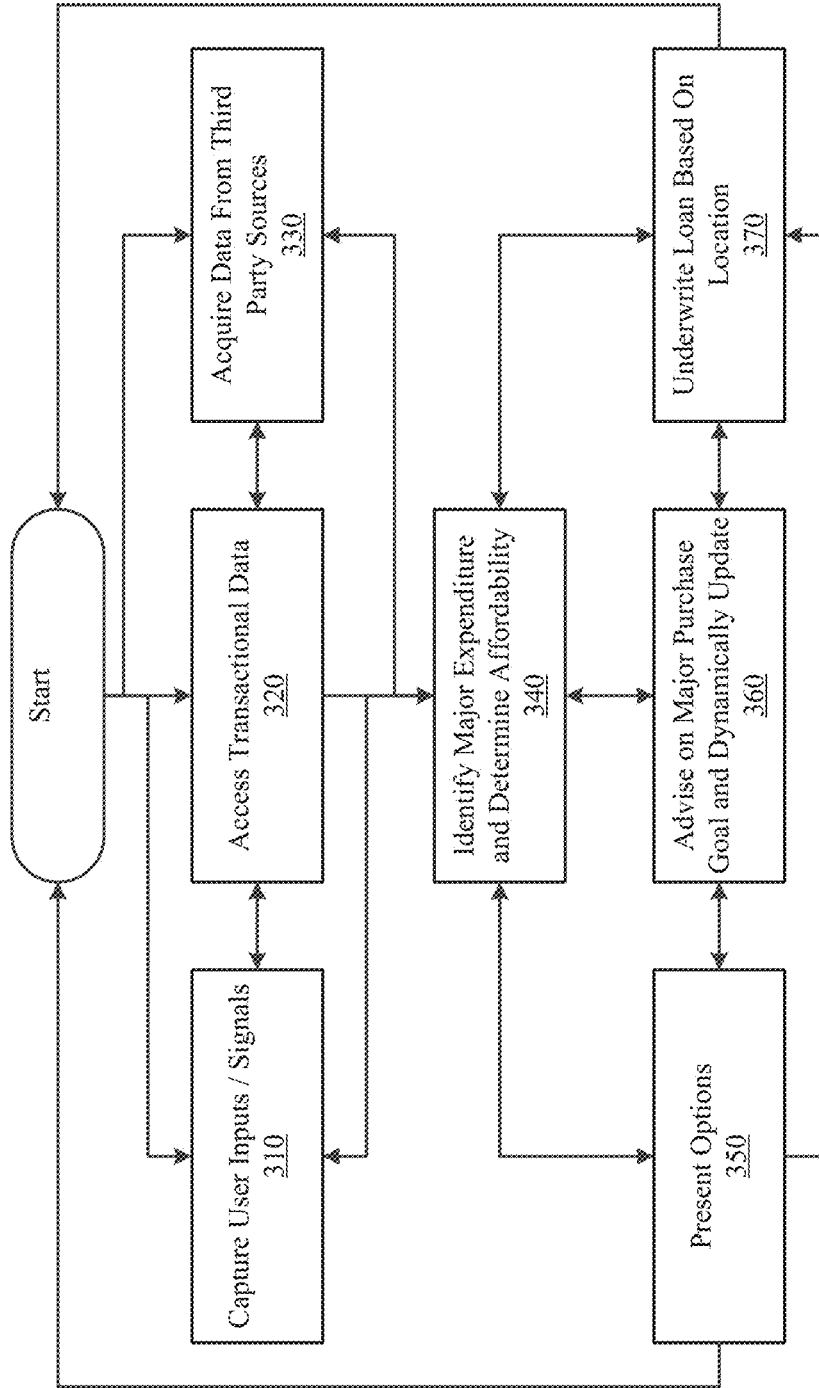 Start
Capture User Inputs / Signals
310
Access Transactional Data
320
Acquire Data From Third
Party Sources
330
Identify Major Expenditure
and Determine Affordability
340
Present Options
350
Advise on Major Purchase
Goal and Dynamically Update
360
Underwrite Loan Based On
Location
370